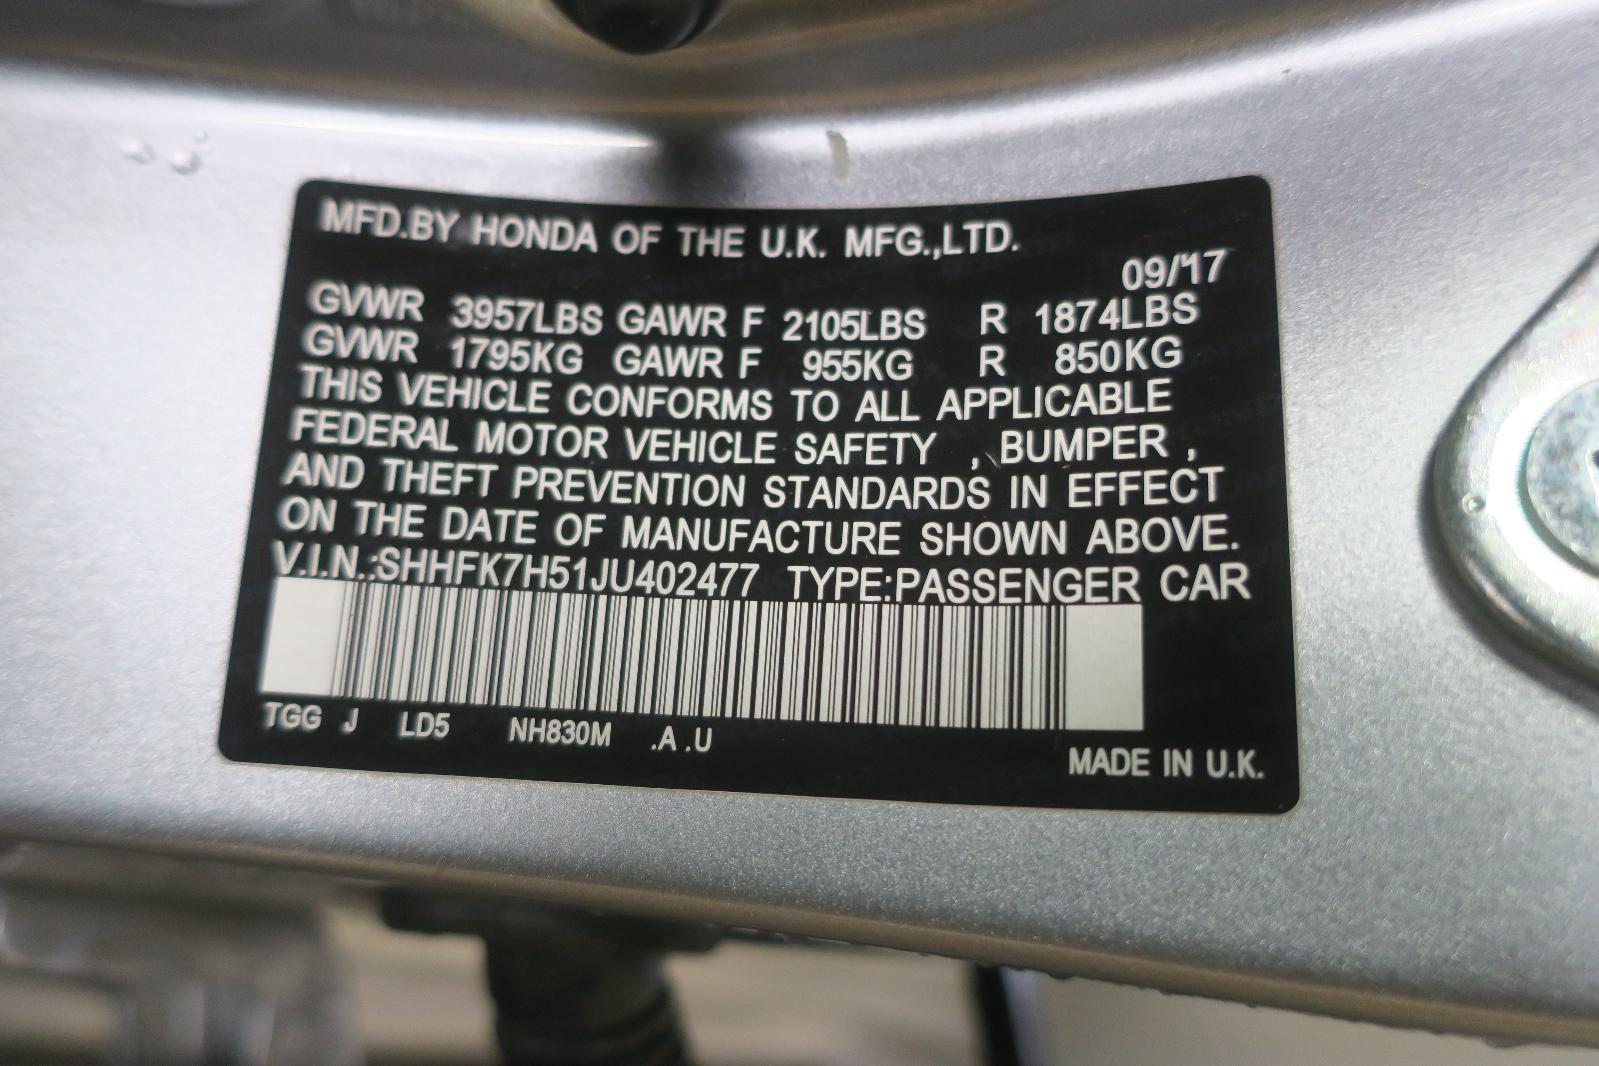 MFD.BY HONDA OF THE U.K. MFG.,LTD.
09/'17
GVWR 3957LBS GAWR F 2105LBS R 1874LBS
GVWR 1795KG GAWR F 955KG R 850KG
THIS VEHICLE CONFORMS TO ALL APPLICABLE
FEDERAL MOTOR VEHICLE SAFETY , BUMPER ,
AND THEFT PREVENTION STANDARDS IN EFFECT
ON THE DATE OF MANUFACTURE SHOWN ABOVE.
V.I.N.:SHHFK7H51JU402477 TYPE:PASSENGER CAR
TGG J LD5 NH830M .A .U
MADE IN U.K.